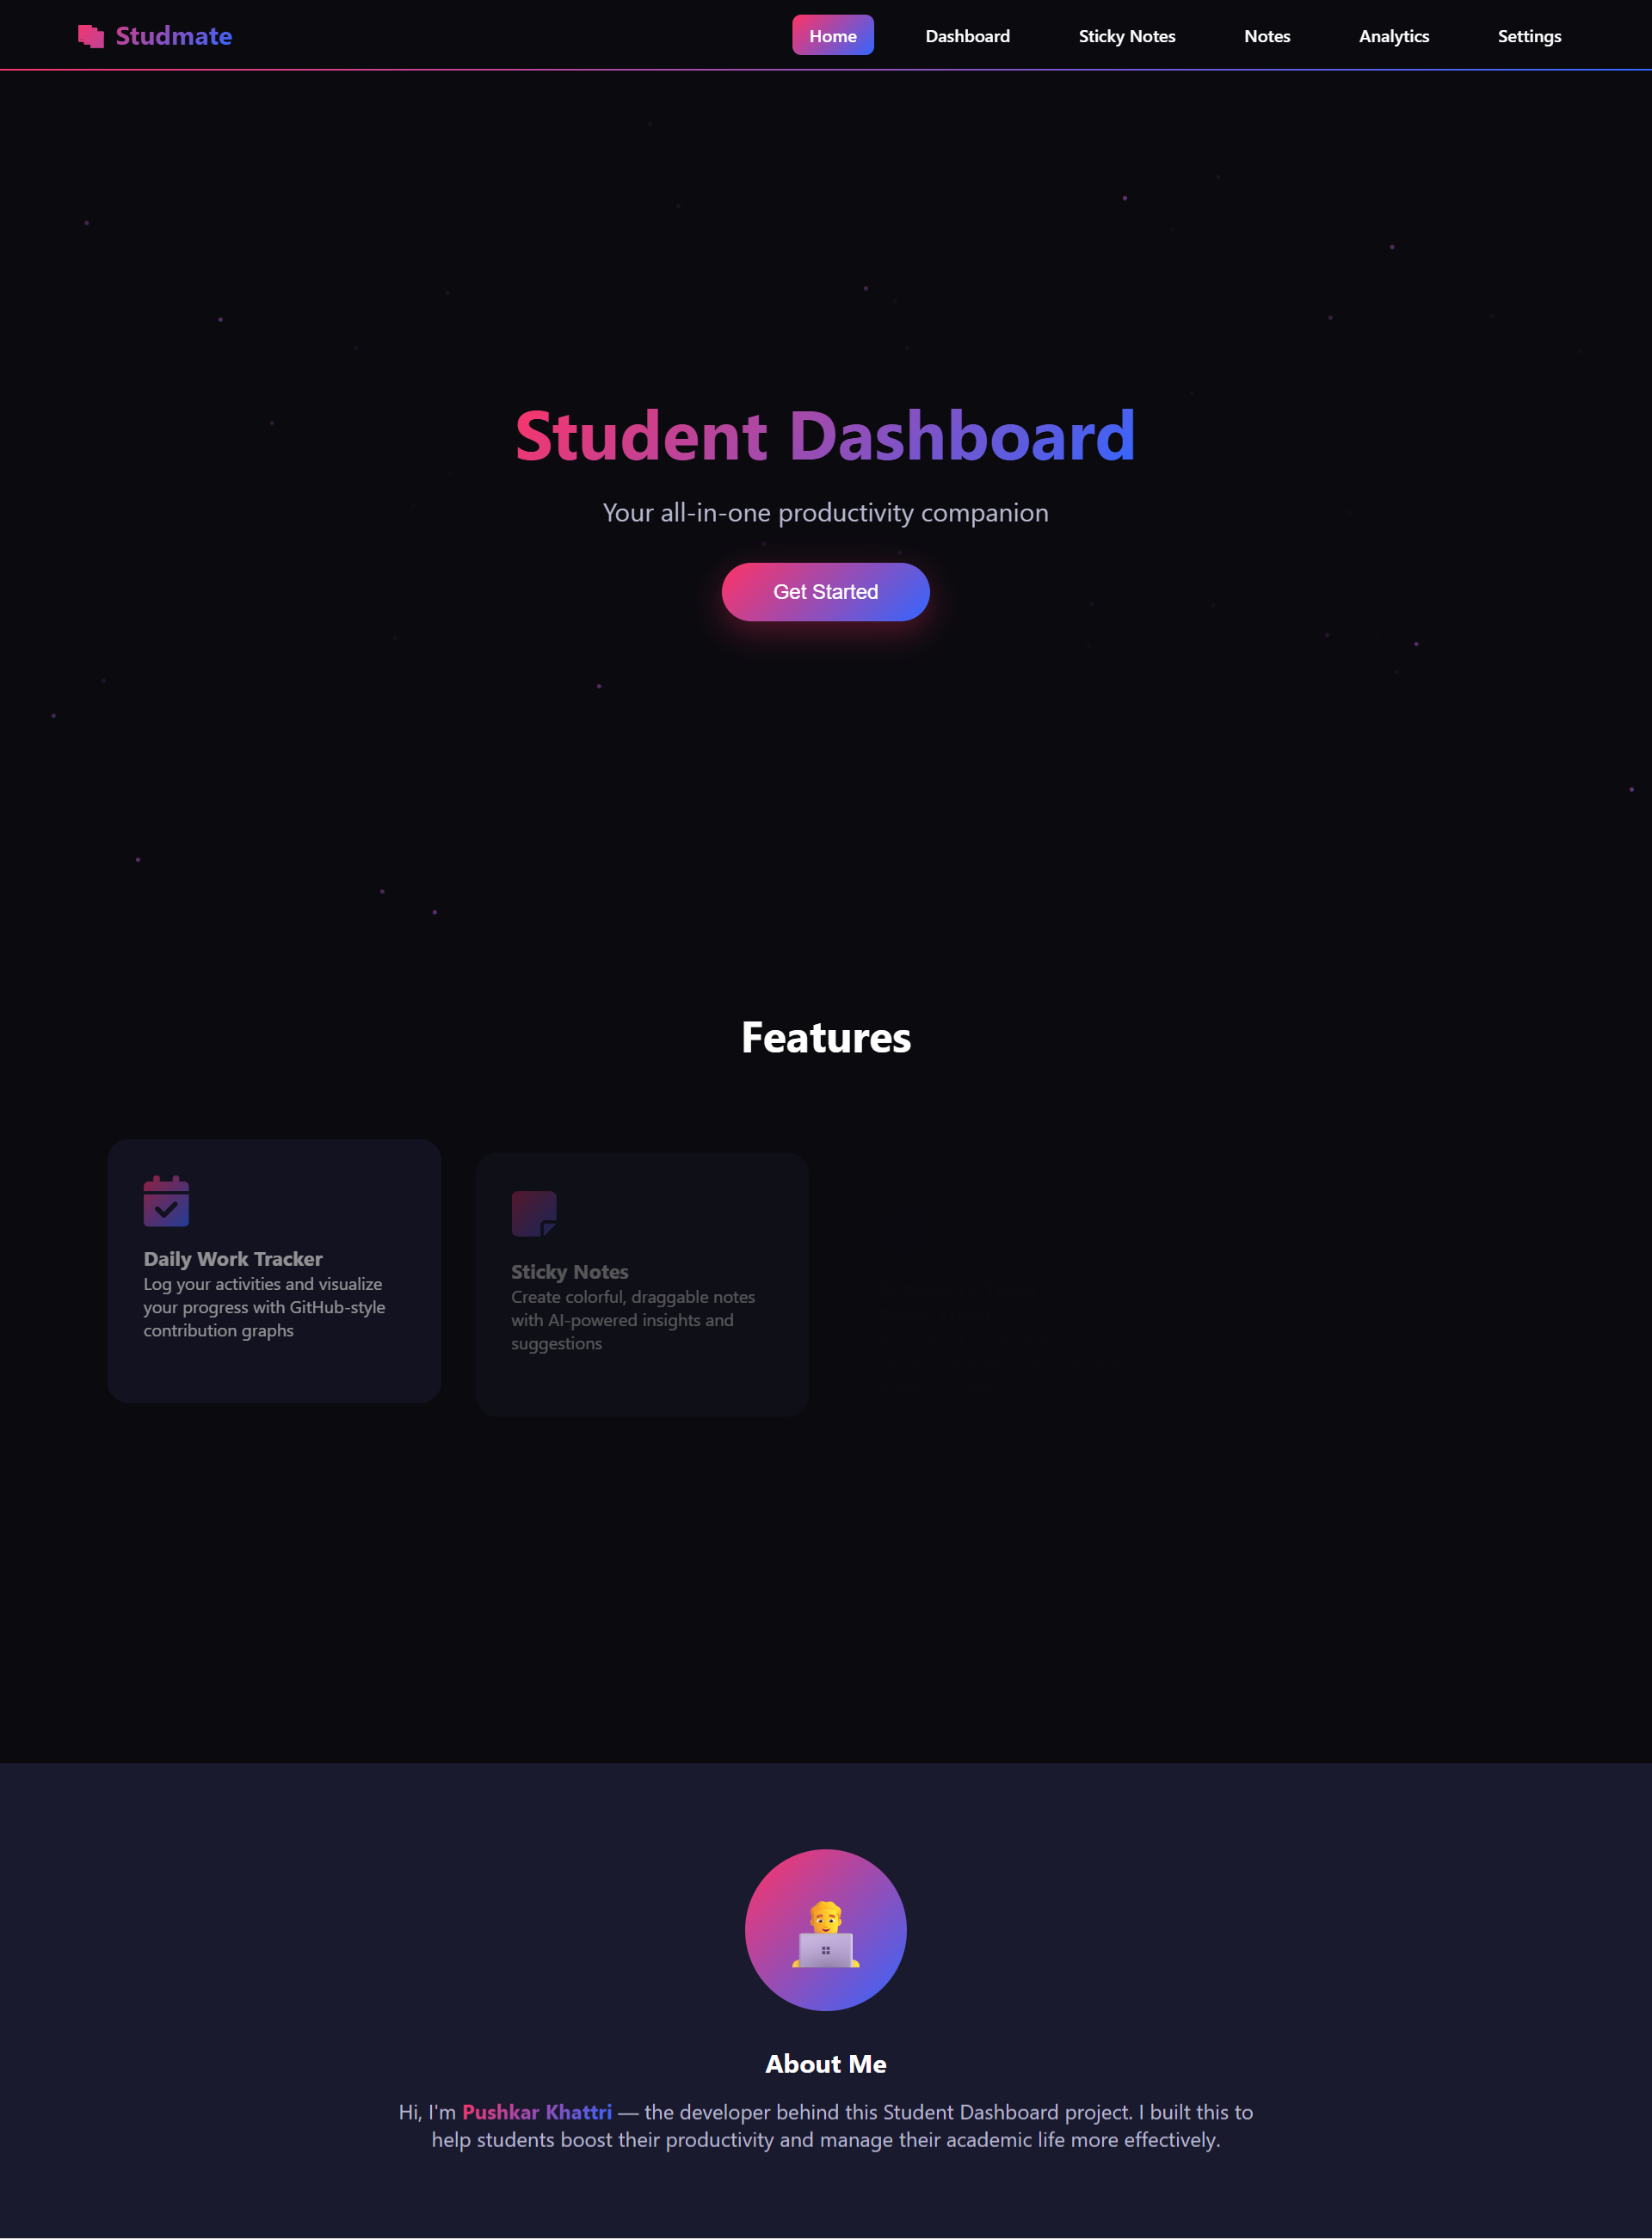 Studmate
Home
Dashboard
Sticky Notes
Notes
Analytics
Settings
Student Dashboard
Your all-in-one productivity companion
Get Started
Features
Daily Work Tracker
Log your activities and visualize
your progress with GitHub-style
contribution graphs
Sticky Notes
Create colorful, draggable notes
with AI-powered insights and
suggestions
About Me
Hi, I'm Pushkar Khattri — the developer behind this Student Dashboard project. I built this to
help students boost their productivity and manage their academic life more effectively.